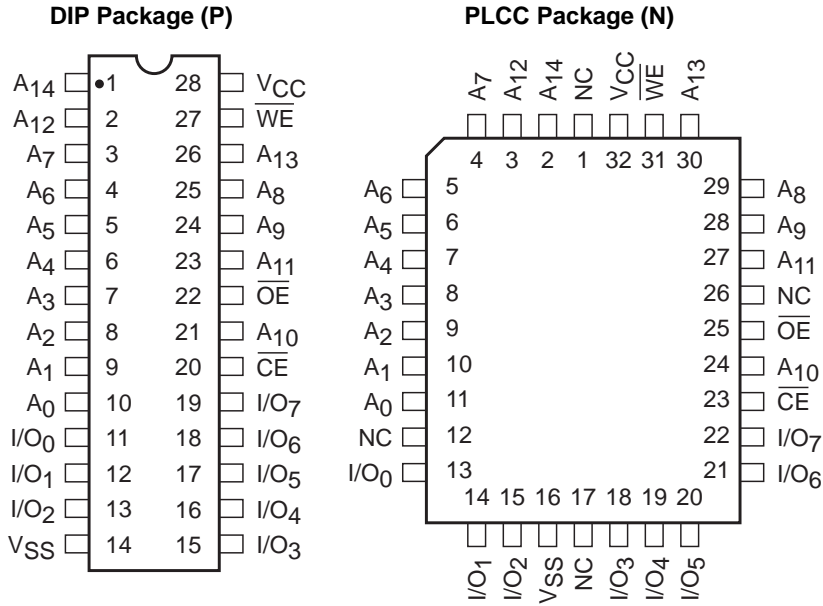 DIP Package (P)
A14 1 28 VCC
A12 2 27 WE
A7 3 26 A13
A6 4 25 A8
A5 5 24 A9
A4 6 23 A11
A3 7 22 OE
A2 8 21 A10
A1 9 20 CE
A0 10 19 I/O7
I/O0 11 18 I/O6
I/O1 12 17 I/O5
I/O2 13 16 I/O4
VSS 14 15 I/O3
PLCC Package (N)
A7 A12 A14 NC VCC WE A13
4 3 2 1 32 31 30
A6 5 29 A8
A5 6 28 A9
A4 7 27 A11
A3 8 26 NC
A2 9 25 OE
A1 10 24 A10
A0 11 23 CE
NC 12 22 I/O7
I/O0 13 21 I/O6
14 15 16 17 18 19 20
I/O1 I/O2 VSS NC I/O3 I/O4 I/O5